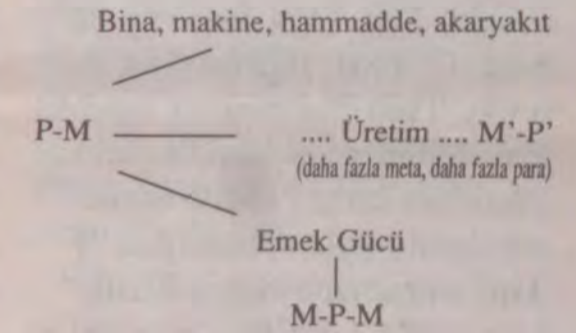 Bina, makine, hammadde, akaryakıt
P-M .... Üretim .... M’-P’
(daha fazla meta, daha fazla para)
Emek Gücü
M-P-M